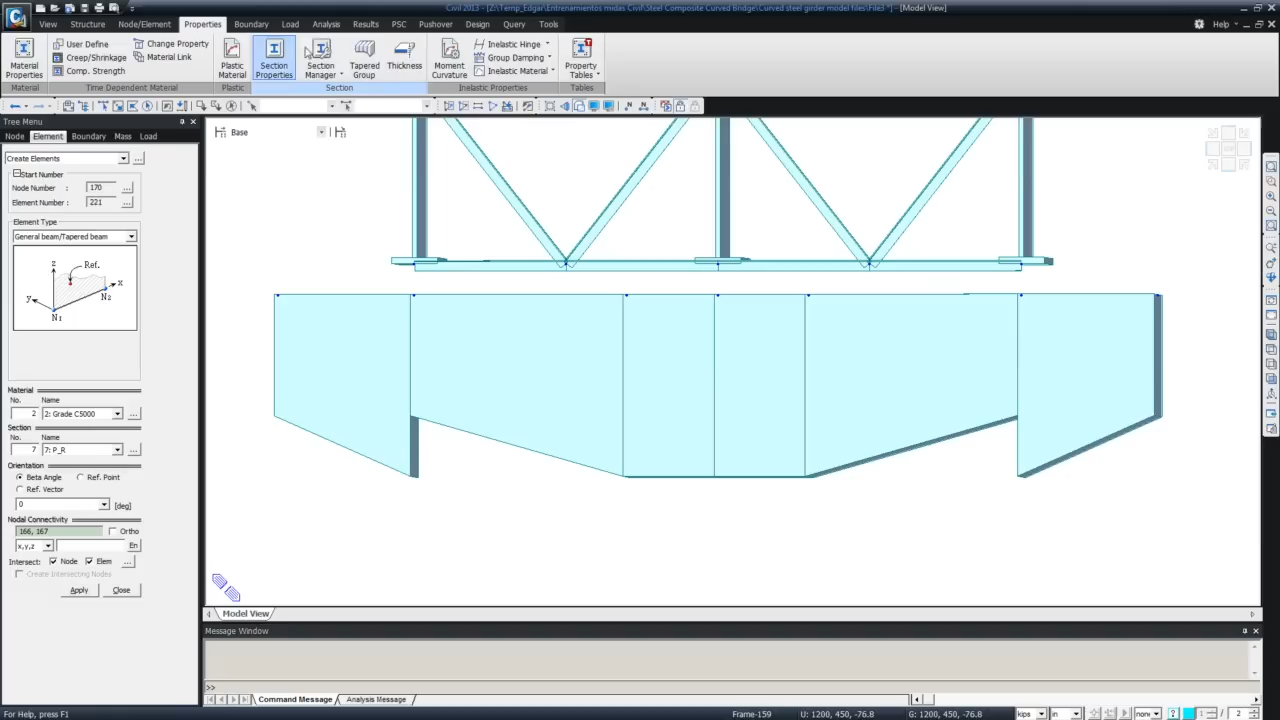 Civil 2013 - [Z:\Temp_Edgar\Entrenamientos midas Civil\Steel Composite Curved Bridge\Curved steel girder model files\File3 *] - [Model View]
View Structure Node/Element Properties Boundary Load Analysis Results PSC Pushover Design Query Tools Help
Material Properties
User Define
Creep/Shrinkage
Comp. Strength
Change Property
Material Link
Plastic Material
Section Properties
Section Manager
Tapered Group
Thickness
Moment Curvature
Inelastic Hinge
Group Damping
Inelastic Material
Property Tables
Material Time Dependent Material Plastic Section Inelastic Properties Tables
Tree Menu
Node Element Boundary Mass Load
Base
Create Elements
Start Number
Node Number : 170
Element Number : 221
Element Type
General beam/Tapered beam
z Ref. x y N1 N2
Material
No. Name
2 2: Grade C5000
Section
No. Name
7 7: P_R
Orientation
Beta Angle Ref. Point
Ref. Vector
0 [deg]
Nodal Connectivity
166, 167 Ortho
x,y,z En
Intersect: Node Elem
Create Intersecting Nodes
Apply Close
Model View
Message Window
>>
Command Message Analysis Message
For Help, press F1 Frame-159 U: 1200, 450, -76.8 G: 1200, 450, -76.8 kips in none ? 1 / 2